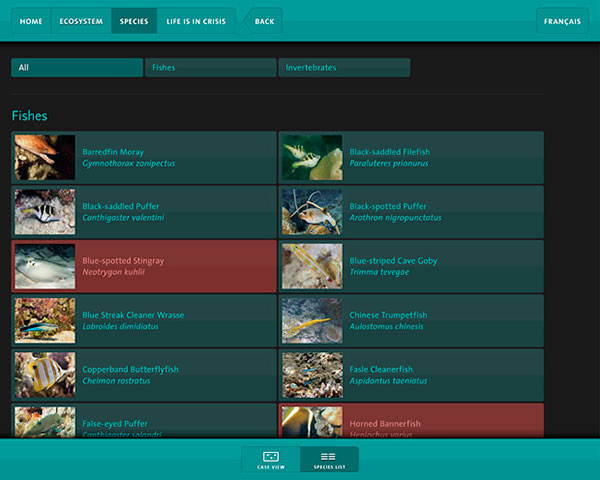 HOME ECOSYSTEM SPECIES LIFE IS IN CRISIS BACK FRANÇAIS
All Fishes Invertebrates
Fishes
Barredfin Moray
Gymnothorax zonipectus
Black-saddled Filefish
Paraluteres prionurus
Black-saddled Puffer
Canthigaster valentini
Black-spotted Puffer
Arothron nigropunctatus
Blue-spotted Stingray
Neotrygon kuhlii
Blue-striped Cave Goby
Trimma tevegae
Blue Streak Cleaner Wrasse
Labroides dimidiatus
Chinese Trumpetfish
Aulostomus chinesis
Copperband Butterflyfish
Chelmon rostratus
Fasle Cleanerfish
Aspidontus taeniatus
False-eyed Puffer
Canthigaster solandri
Horned Bannerfish
Heniochus varius
CASE VIEW SPECIES LIST